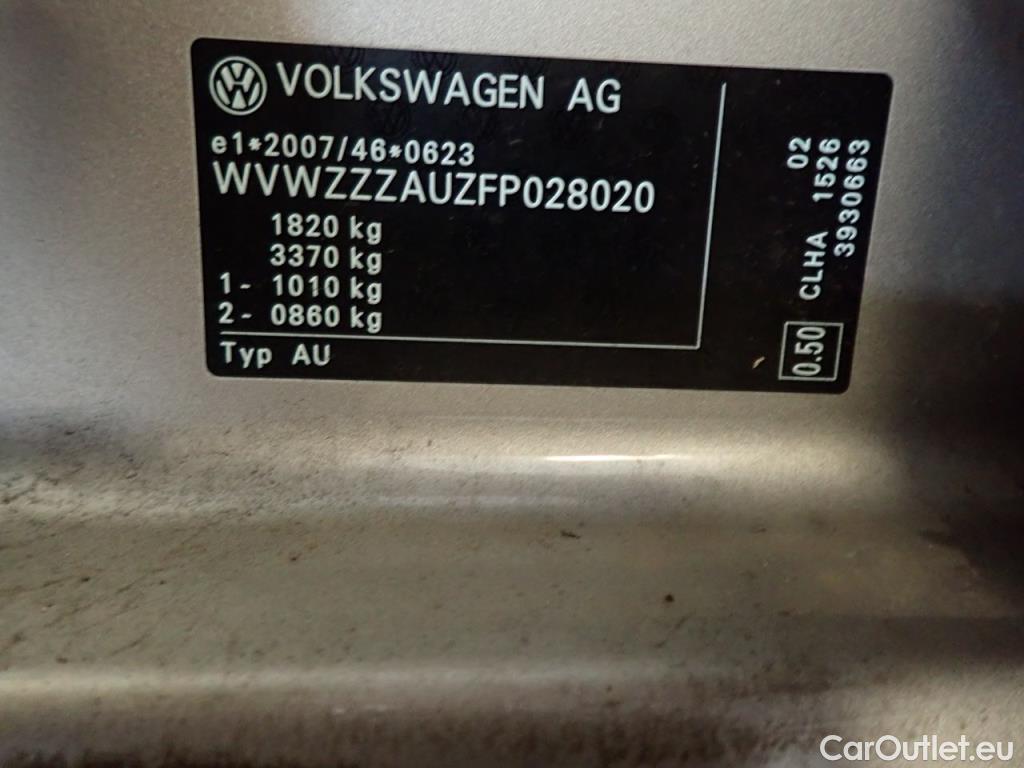 VOLKSWAGEN AG
e1*2007/46*0623
WVWZZZAUZFP028020
1820 kg
3370 kg
1- 1010 kg
2- 0860 kg
Typ AU
02
CLHA 1526
3930663
0.50
CarOutlet.eu